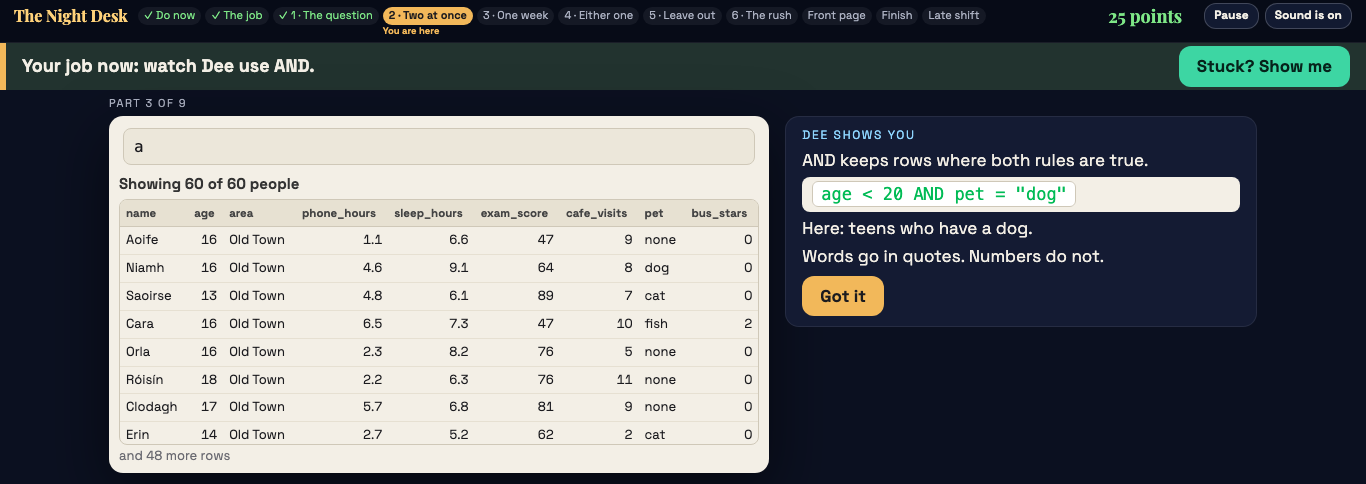 The Night Desk ✓ Do now ✓ The job ✓ 1 · The question 2 · Two at once 3 · One week 4 · Either one 5 · Leave out 6 · The rush Front page Finish Late shift 25 points Pause Sound is on
You are here
Your job now: watch Dee use AND. Stuck? Show me
PART 3 OF 9
a
Showing 60 of 60 people
name age area phone_hours sleep_hours exam_score cafe_visits pet bus_stars
Aoife 16 Old Town 1.1 6.6 47 9 none 0
Niamh 16 Old Town 4.6 9.1 64 8 dog 0
Saoirse 13 Old Town 4.8 6.1 89 7 cat 0
Cara 16 Old Town 6.5 7.3 47 10 fish 2
Orla 16 Old Town 2.3 8.2 76 5 none 0
Róisín 18 Old Town 2.2 6.3 76 11 none 0
Clodagh 17 Old Town 5.7 6.8 81 9 none 0
Erin 14 Old Town 2.7 5.2 62 2 cat 0
and 48 more rows
DEE SHOWS YOU
AND keeps rows where both rules are true.
age < 20 AND pet = "dog"
Here: teens who have a dog.
Words go in quotes. Numbers do not.
Got it